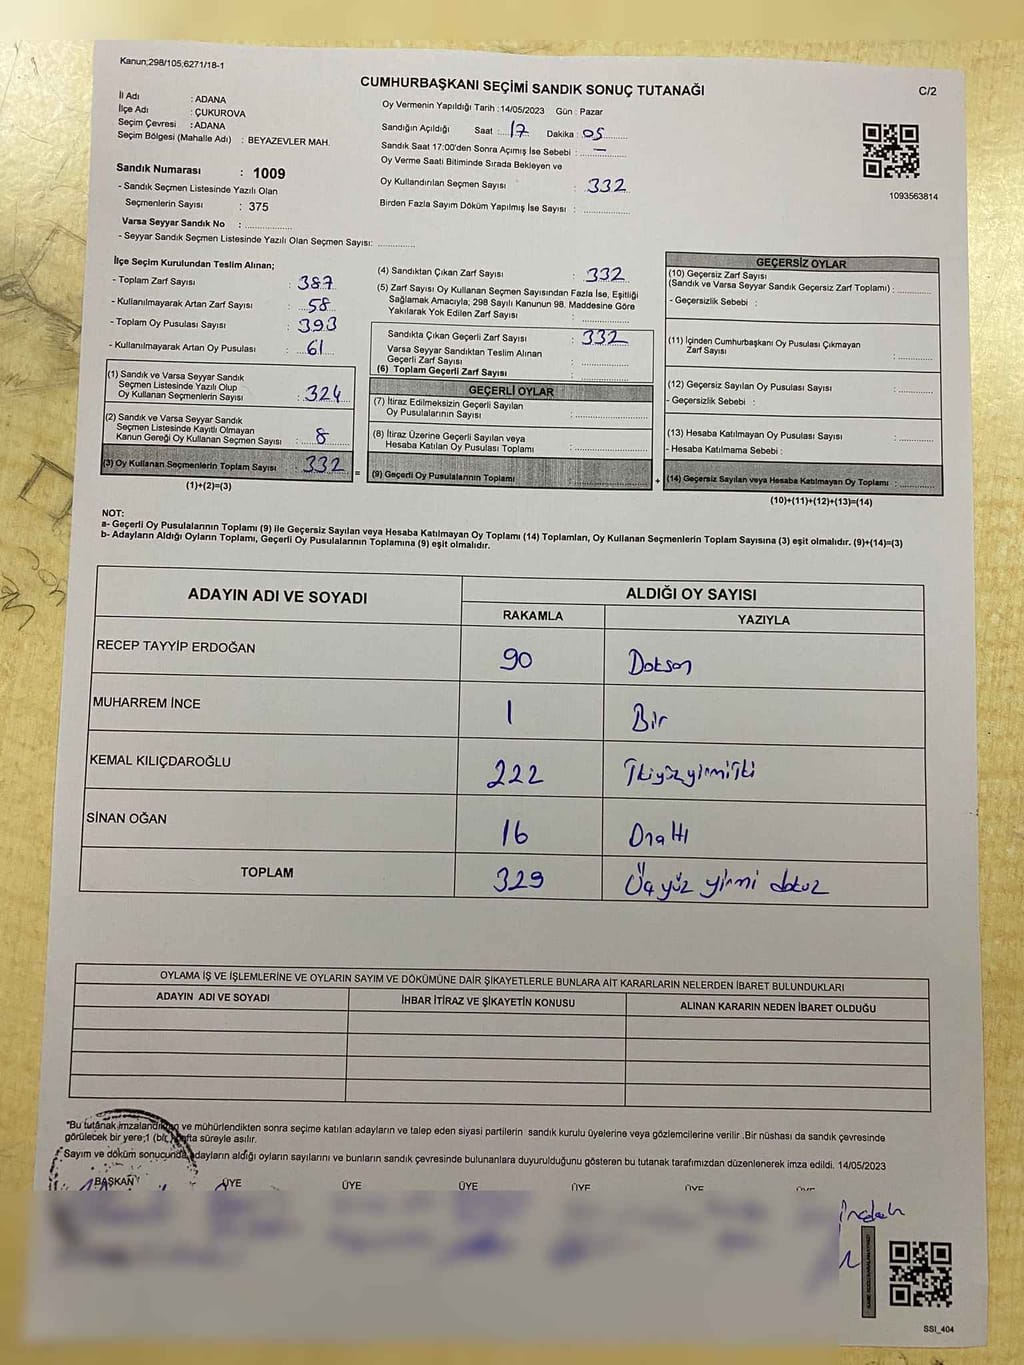 Kanun;298/105,6271/18-1
CUMHURBAŞKANI SEÇİMİ SANDIK SONUÇ TUTANAĞI
C/2
İl Adı : ADANA
İlçe Adı : ÇUKUROVA
Seçim Çevresi : ADANA
Seçim Bölgesi (Mahalle Adı) : BEYAZEVLER MAH.
Sandık Numarası : 1009
- Sandık Seçmen Listesinde Yazılı Olan
Seçmenlerin Sayısı : 375
Varsa Seyyar Sandık No : ..................
- Seyyar Sandık Seçmen Listesinde Yazılı Olan Seçmen Sayısı: ..............
Oy Vermenin Yapıldığı Tarih : 14/05/2023 Gün : Pazar
Sandığın Açıldığı Saat : 17 Dakika : 05
Sandık Saat 17:00'den Sonra Açımış İse Sebebi : —
Oy Verme Saati Bitiminde Sırada Bekleyen ve
Oy Kullandırılan Seçmen Sayısı : 332
Birden Fazla Sayım Döküm Yapılmış İse Sayısı : ..................
1093563814
İlçe Seçim Kurulundan Teslim Alınan;
- Toplam Zarf Sayısı : 387
- Kullanılmayarak Artan Zarf Sayısı : 58
- Toplam Oy Pusulası Sayısı : 393
- Kullanılmayarak Artan Oy Pusulası : 61
(1) Sandık ve Varsa Seyyar Sandık
Seçmen Listesinde Yazılı Olup
Oy Kullanan Seçmenlerin Sayısı : 324
(2) Sandık ve Varsa Seyyar Sandık
Seçmen Listesinde Kayıtlı Olmayan
Kanun Gereği Oy Kullanan Seçmen Sayısı : 8
(3) Oy Kullanan Seçmenlerin Toplam Sayısı : 332
(1)+(2)=(3)
(4) Sandıktan Çıkan Zarf Sayısı : 332
(5) Zarf Sayısı Oy Kullanan Seçmen Sayısından Fazla İse, Eşitliği
Sağlamak Amacıyla; 298 Sayılı Kanunun 98. Maddesine Göre
Yakılarak Yok Edilen Zarf Sayısı : ..................
Sandıkta Çıkan Geçerli Zarf Sayısı : 332
Varsa Seyyar Sandıktan Teslim Alınan
Geçerli Zarf Sayısı : ..................
(6) Toplam Geçerli Zarf Sayısı : ..................
GEÇERLİ OYLAR
(7) İtiraz Edilmeksizin Geçerli Sayılan
Oy Pusulalarının Sayısı : ..................
(8) İtiraz Üzerine Geçerli Sayılan veya
Hesaba Katılan Oy Pusulası Toplamı : ..................
(9) Geçerli Oy Pusulalarının Toplamı ..................
= +
GEÇERSİZ OYLAR
(10) Geçersiz Zarf Sayısı
(Sandık ve Varsa Seyyar Sandık Geçersiz Zarf Toplamı) : ............
- Geçersizlik Sebebi :
(11) İçinden Cumhurbaşkanı Oy Pusulası Çıkmayan
Zarf Sayısı : ............
(12) Geçersiz Sayılan Oy Pusulası Sayısı : ............
- Geçersizlik Sebebi :
(13) Hesaba Katılmayan Oy Pusulası Sayısı : ............
- Hesaba Katılmama Sebebi :
(14) Geçersiz Sayılan veya Hesaba Katılmayan Oy Toplamı : ............
(10)+(11)+(12)+(13)=(14)
NOT:
a- Geçerli Oy Pusulalarının Toplamı (9) ile Geçersiz Sayılan veya Hesaba Katılmayan Oy Toplamı (14) Toplamları, Oy Kullanan Seçmenlerin Toplam Sayısına (3) eşit olmalıdır. (9)+(14)=(3)
b- Adayların Aldığı Oyların Toplamı, Geçerli Oy Pusulalarının Toplamına (9) eşit olmalıdır.
ADAYIN ADI VE SOYADI ALDIĞI OY SAYISI
RAKAMLA YAZIYLA
RECEP TAYYİP ERDOĞAN 90 Doksan
MUHARREM İNCE 1 Bir
KEMAL KILIÇDAROĞLU 222 İkiyüzyirmiiki
SİNAN OĞAN 16 Onaltı
TOPLAM 329 Üçyüz yirmi dokuz
OYLAMA İŞ VE İŞLEMLERİNE VE OYLARIN SAYIM VE DÖKÜMÜNE DAİR ŞİKAYETLERLE BUNLARA AİT KARARLARIN NELERDEN İBARET BULUNDUKLARI
ADAYIN ADI VE SOYADI İHBAR İTİRAZ VE ŞİKAYETİN KONUSU ALINAN KARARIN NEDEN İBARET OLDUĞU
"Bu tutanak imzalandıktan ve mühürlendikten sonra seçime katılan adayların ve talep eden siyasi partilerin sandık kurulu üyelerine veya gözlemcilerine verilir .Bir nüshası da sandık çevresinde
görülecek bir yere,1 (bir) hafta süreyle asılır.
Sayım ve döküm sonucunda adayların aldığı oyların sayılarını ve bunların sandık çevresinde bulunanlara duyurulduğunu gösteren bu tutanak tarafımızdan düzenlenerek imza edildi. 14/05/2023
BAŞKAN ÜYE ÜYE ÜYE ÜYE ÜYE ÜYE
SSI_404